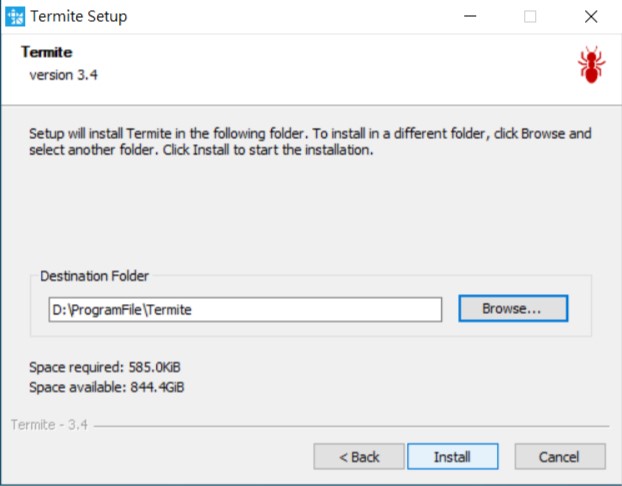 Termite Setup
Termite
version 3.4
Setup will install Termite in the following folder. To install in a different folder, click Browse and
select another folder. Click Install to start the installation.
Destination Folder
D:\ProgramFile\Termite
Browse...
Space required: 585.0KiB
Space available: 844.4GiB
Termite - 3.4
< Back
Install
Cancel